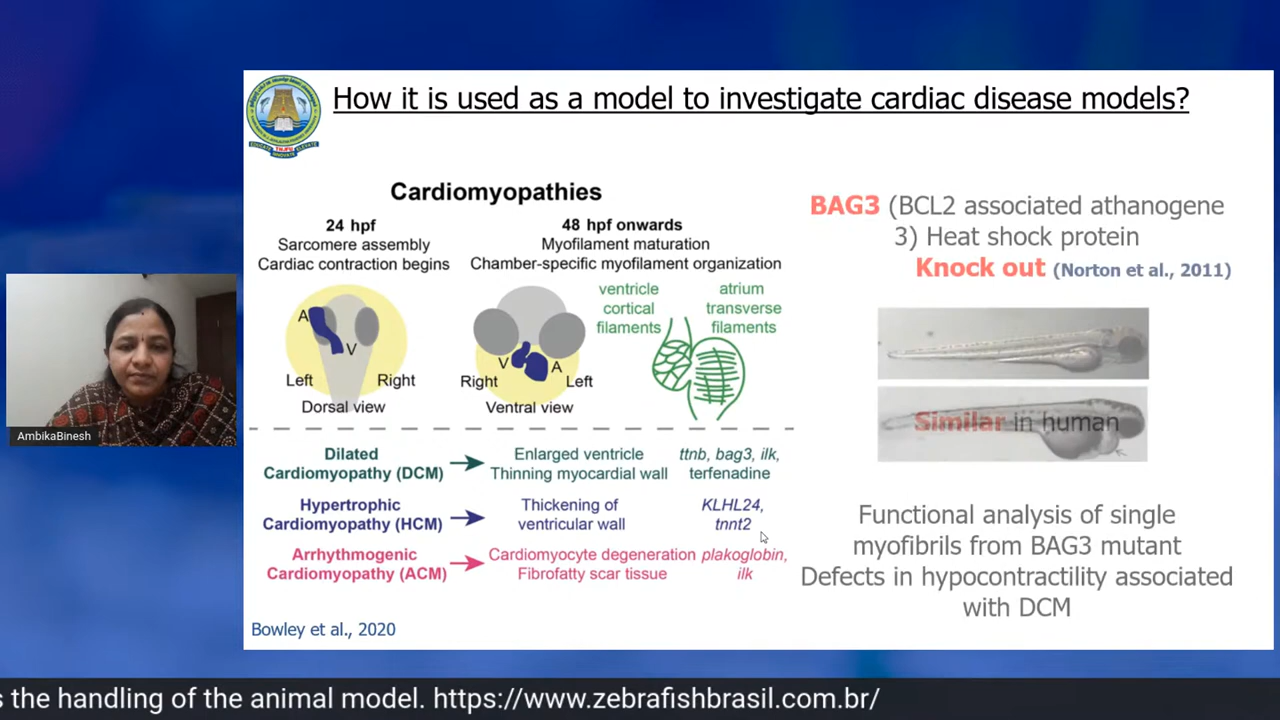 How it is used as a model to investigate cardiac disease models?
Cardiomyopathies
24 hpf
Sarcomere assembly
Cardiac contraction begins
48 hpf onwards
Myofilament maturation
Chamber-specific myofilament organization
ventricle
cortical
filaments
atrium
transverse
filaments
A
V
Left
Right
Dorsal view
V
A
Right
Left
Ventral view
Dilated
Cardiomyopathy (DCM)
Enlarged ventricle
Thinning myocardial wall
ttnb, bag3, ilk,
terfenadine
Hypertrophic
Cardiomyopathy (HCM)
Thickening of
ventricular wall
KLHL24,
tnnt2
Arrhythmogenic
Cardiomyopathy (ACM)
Cardiomyocyte degeneration
Fibrofatty scar tissue
plakoglobin,
ilk
Bowley et al., 2020
BAG3 (BCL2 associated athanogene
3) Heat shock protein
Knock out (Norton et al., 2011)
Similar in human
Functional analysis of single
myofibrils from BAG3 mutant
Defects in hypocontractility associated
with DCM
AmbikaBinesh
s the handling of the animal model. https://www.zebrafishbrasil.com.br/